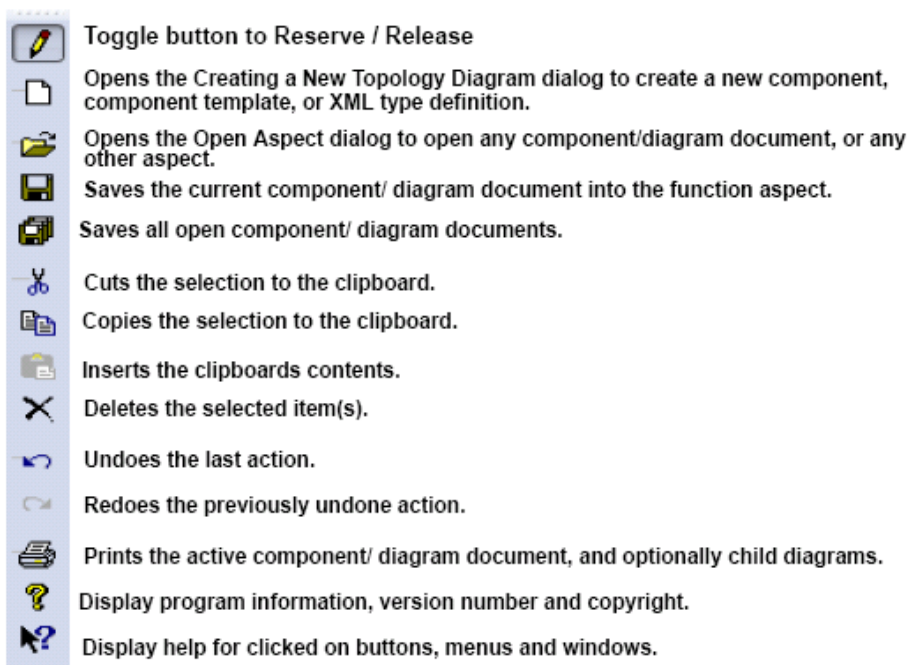 Toggle button to Reserve / Release
Opens the Creating a New Topology Diagram dialog to create a new component,
component template, or XML type definition.
Opens the Open Aspect dialog to open any component/diagram document, or any
other aspect.
Saves the current component/ diagram document into the function aspect.
Saves all open component/ diagram documents.
Cuts the selection to the clipboard.
Copies the selection to the clipboard.
Inserts the clipboards contents.
Deletes the selected item(s).
Undoes the last action.
Redoes the previously undone action.
Prints the active component/ diagram document, and optionally child diagrams.
Display program information, version number and copyright.
Display help for clicked on buttons, menus and windows.